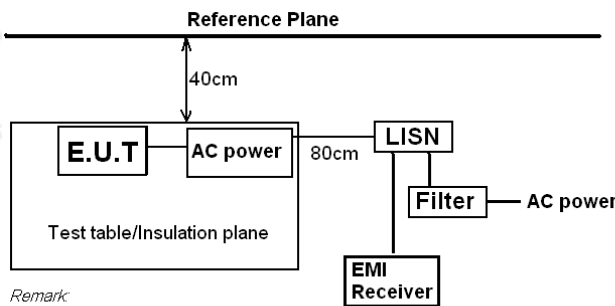 Reference Plane
40cm
E.U.T
AC power
80cm
LISN
Filter
AC power
Test table/Insulation plane
EMI
Receiver
Remark: